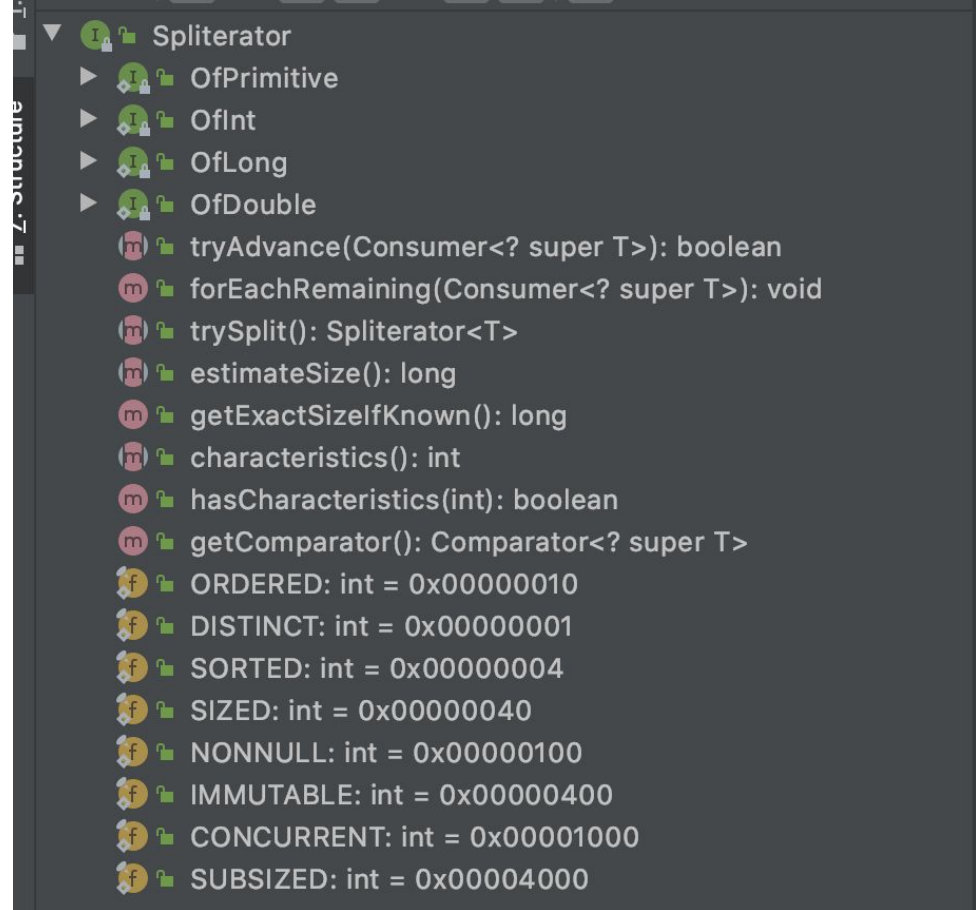 Z: Structure
Spliterator
OfPrimitive
OfInt
OfLong
OfDouble
tryAdvance(Consumer<? super T>): boolean
forEachRemaining(Consumer<? super T>): void
trySplit(): Spliterator<T>
estimateSize(): long
getExactSizeIfKnown(): long
characteristics(): int
hasCharacteristics(int): boolean
getComparator(): Comparator<? super T>
ORDERED: int = 0x00000010
DISTINCT: int = 0x00000001
SORTED: int = 0x00000004
SIZED: int = 0x00000040
NONNULL: int = 0x00000100
IMMUTABLE: int = 0x00000400
CONCURRENT: int = 0x00001000
SUBSIZED: int = 0x00004000